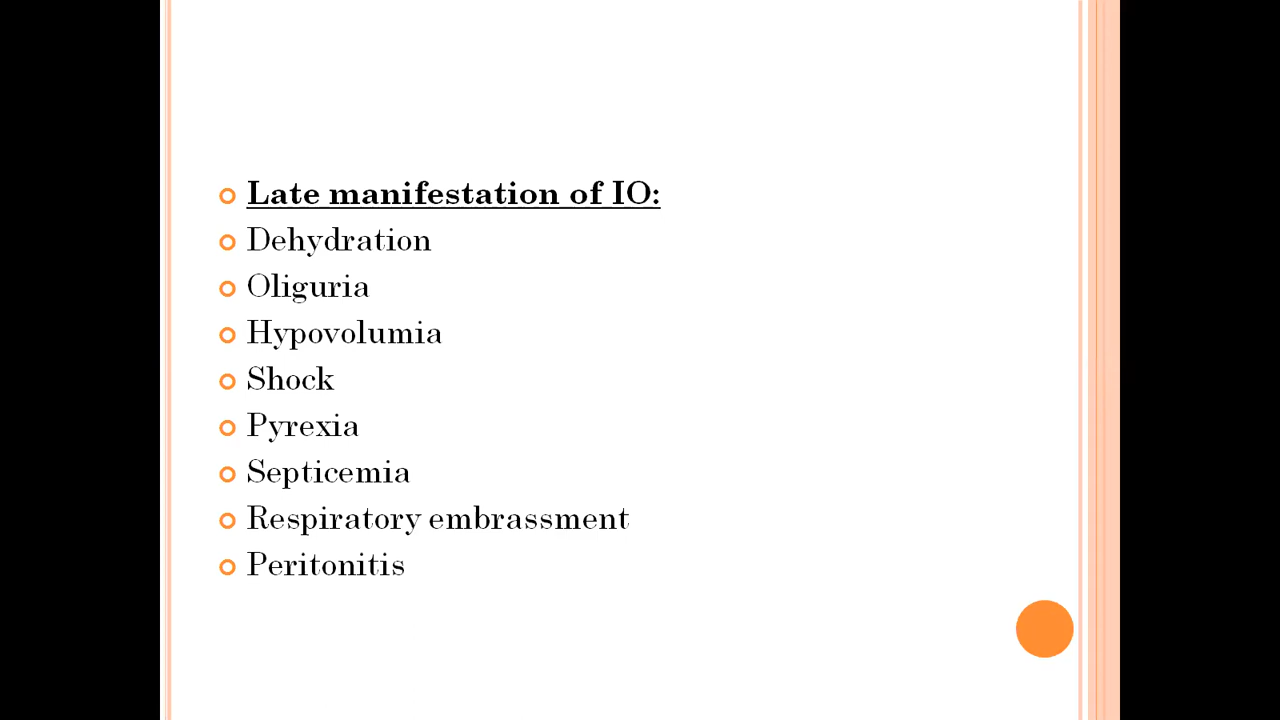 Late manifestation of IO:
Dehydration
Oliguria
Hypovolumia
Shock
Pyrexia
Septicemia
Respiratory embrassment
Peritonitis